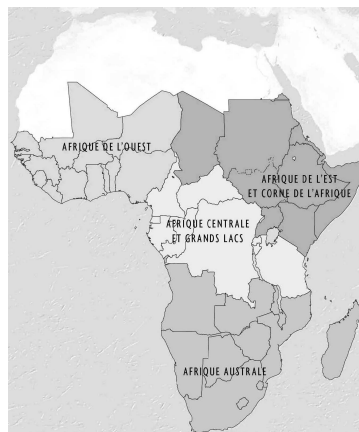 AFRIQUE DE L'OUEST
AFRIQUE DE L'EST
ET CORNE DE L'AFRIQUE
AFRIQUE CENTRALE
ET GRANDS LACS
AFRIQUE AUSTRALE